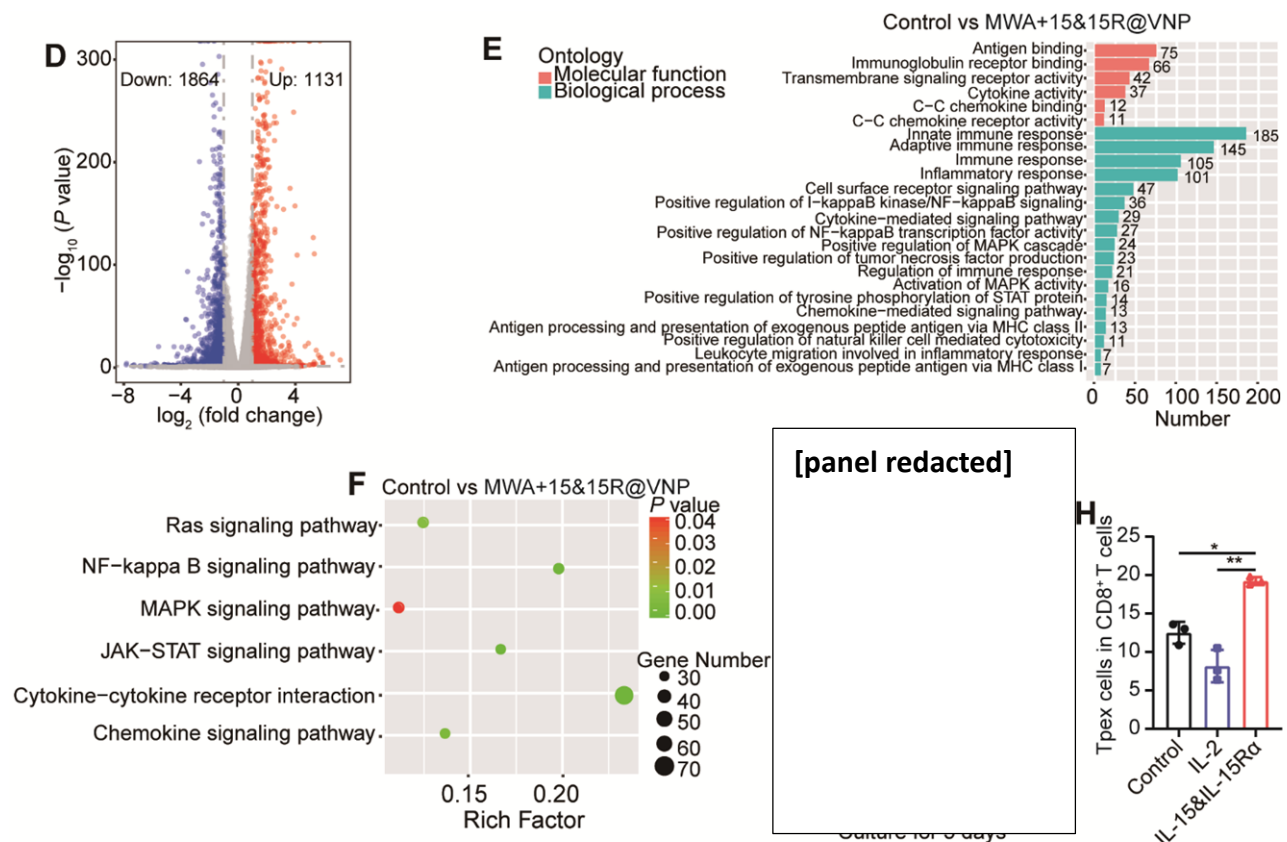 D
300
200
100
0
Down: 1864
Up: 1131
−log10 (P value)
−8
−4
0
4
log2 (fold change)
E
Control vs MWA+15&15R@VNP
Ontology
Molecular function
Biological process
Antigen binding 75
Immunoglobulin receptor binding 66
Transmembrane signaling receptor activity 42
Cytokine activity 37
C−C chemokine binding 12
C−C chemokine receptor activity 11
Innate immune response 185
Adaptive immune response 145
Immune response 105
Inflammatory response 101
Cell surface receptor signaling pathway 47
Positive regulation of I−kappaB kinase/NF−kappaB signaling 36
Cytokine−mediated signaling pathway 29
Positive regulation of NF−kappaB transcription factor activity 27
Positive regulation of MAPK cascade 24
Positive regulation of tumor necrosis factor production 23
Regulation of immune response 21
Activation of MAPK activity 16
Positive regulation of tyrosine phosphorylation of STAT protein 14
Chemokine−mediated signaling pathway 13
Antigen processing and presentation of exogenous peptide antigen via MHC class II 13
Positive regulation of natural killer cell mediated cytotoxicity 11
Leukocyte migration involved in inflammatory response 7
Antigen processing and presentation of exogenous peptide antigen via MHC class I 7
0 50 100 150 200
Number
F
Control vs MWA+15&15R@VNP
Ras signaling pathway
NF−kappa B signaling pathway
MAPK signaling pathway
JAK−STAT signaling pathway
Cytokine−cytokine receptor interaction
Chemokine signaling pathway
0.15 0.20
Rich Factor
P value
0.04
0.03
0.02
0.01
0.00
Gene Number
30
40
50
60
70
[panel redacted]
H
Tpex cells in CD8+ T cells
25
20
15
10
5
0
*
**
Control
IL-2
IL-15&IL-15Rα